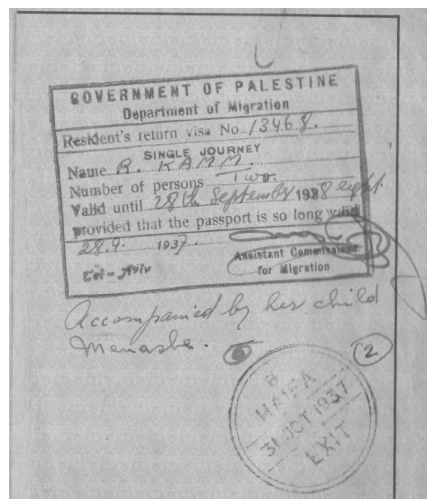 GOVERNMENT OF PALESTINE
Department of Migration
Resident's return visa No. 13468.
SINGLE JOURNEY
Name R. KAMM.
Number of persons Two
Valid until 28th September 1938 eight
provided that the passport is so long valid
28.9. 1937.
Assistant Commissioner
Tel-Aviv for Migration
Accompanied by her child
Menashe.
2
HAIFA
31 OCT 1937
EXIT